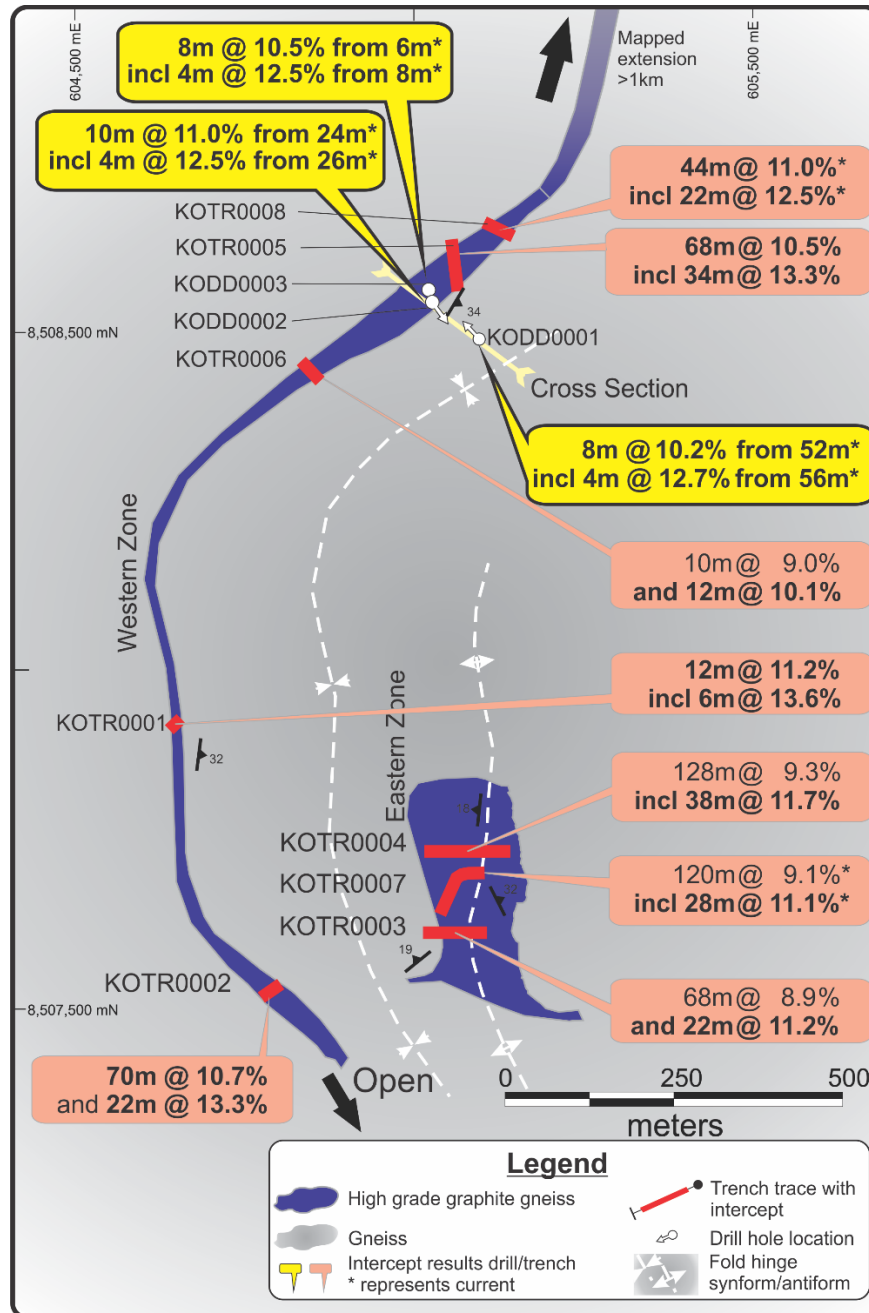 604,500 mE
605,500 mE
8m @ 10.5% from 6m*
incl 4m @ 12.5% from 8m*
Mapped
extension
>1km
10m @ 11.0% from 24m*
incl 4m @ 12.5% from 26m*
44m @ 11.0%*
incl 22m @ 12.5%*
KOTR0008
KOTR0005
68m @ 10.5%
incl 34m @ 13.3%
KODD0003
KODD0002
34
8,508,500 mN
KODD0001
KOTR0006
Cross Section
8m @ 10.2% from 52m*
incl 4m @ 12.7% from 56m*
Western Zone
10m @ 9.0%
and 12m @ 10.1%
12m @ 11.2%
incl 6m @ 13.6%
KOTR0001
32
Eastern Zone
128m @ 9.3%
incl 38m @ 11.7%
18
KOTR0004
KOTR0007
120m @ 9.1%*
incl 28m @ 11.1%*
32
KOTR0003
19
KOTR0002
68m @ 8.9%
and 22m @ 11.2%
8,507,500 mN
70m @ 10.7%
and 22m @ 13.3%
Open
0 250 500
meters
Legend
High grade graphite gneiss
Gneiss
Intercept results drill/trench
* represents current
Trench trace with
intercept
Drill hole location
Fold hinge
synform/antiform